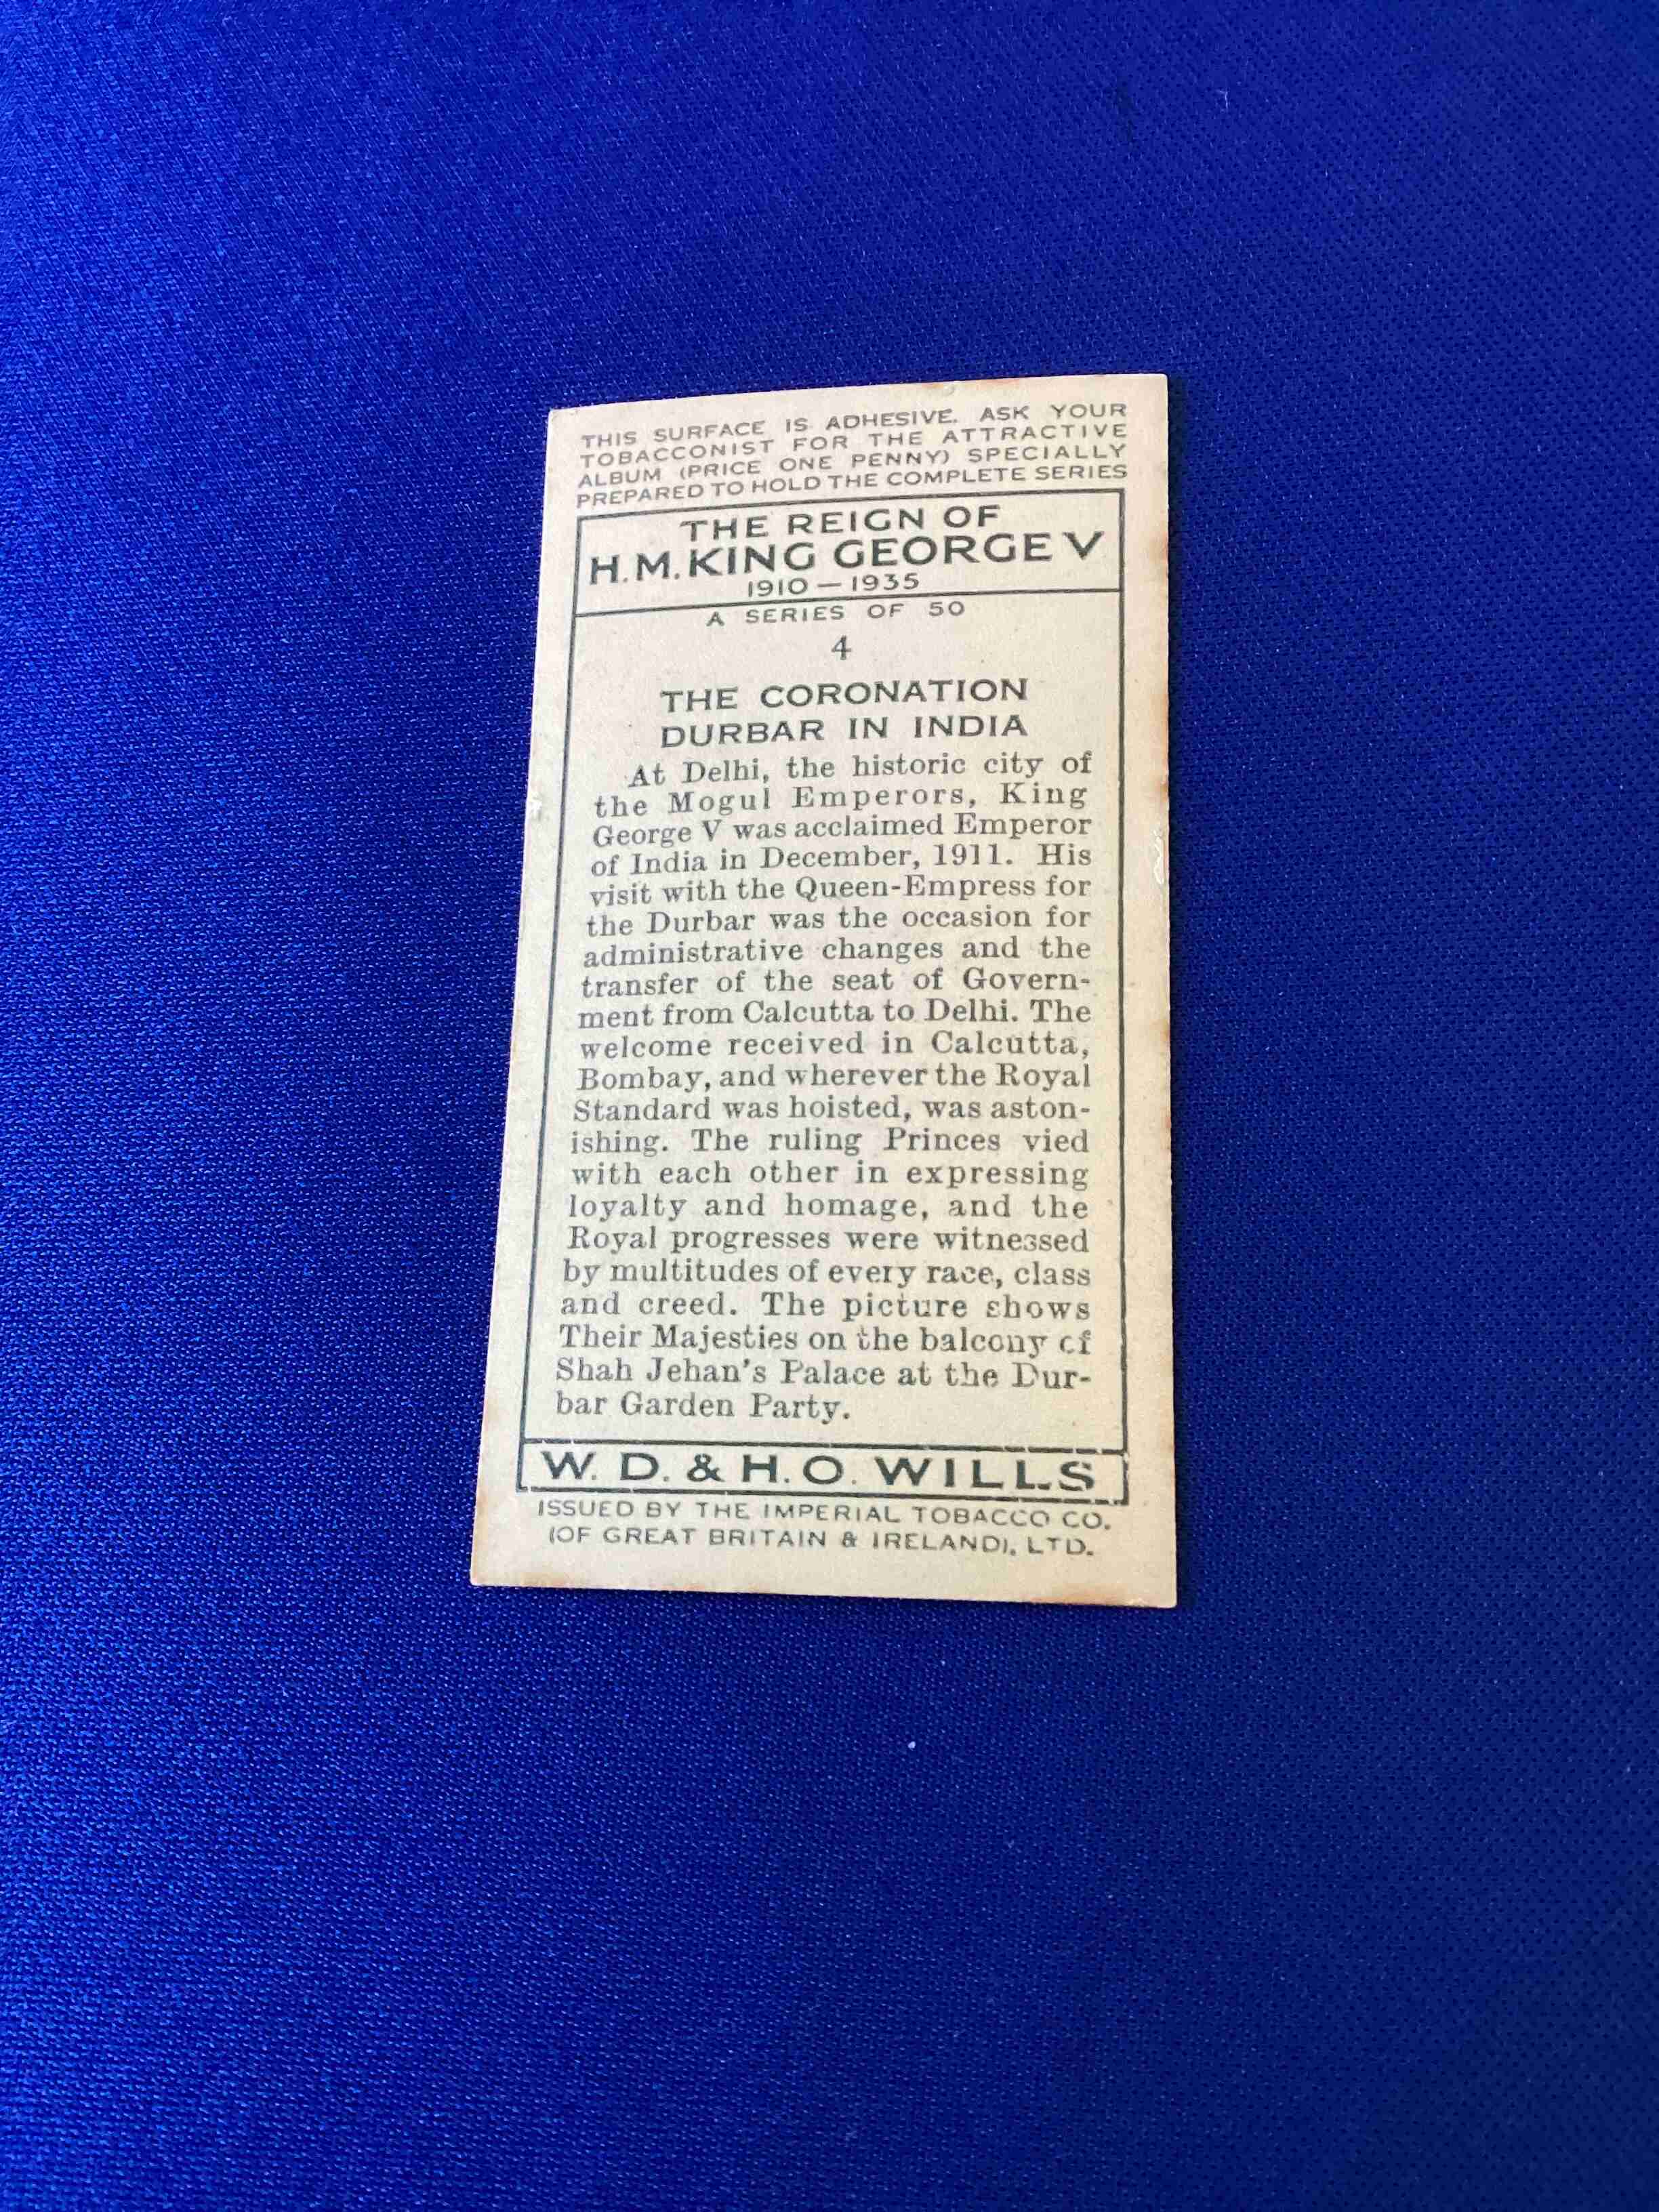 THIS SURFACE IS ADHESIVE. ASK YOUR
TOBACCONIST FOR THE ATTRACTIVE
ALBUM (PRICE ONE PENNY) SPECIALLY
PREPARED TO HOLD THE COMPLETE SERIES
THE REIGN OF
H.M. KING GEORGE V
1910—1935
A SERIES OF 50
4
THE CORONATION
DURBAR IN INDIA
At Delhi, the historic city of
the Mogul Emperors, King
George V was acclaimed Emperor
of India in December, 1911. His
visit with the Queen-Empress for
the Durbar was the occasion for
administrative changes and the
transfer of the seat of Govern-
ment from Calcutta to Delhi. The
welcome received in Calcutta,
Bombay, and wherever the Royal
Standard was hoisted, was aston-
ishing. The ruling Princes vied
with each other in expressing
loyalty and homage, and the
Royal progresses were witnessed
by multitudes of every race, class
and creed. The picture shows
Their Majesties on the balcony of
Shah Jehan's Palace at the Dur-
bar Garden Party.
W. D. & H. O. WILLS
ISSUED BY THE IMPERIAL TOBACCO CO.
(OF GREAT BRITAIN & IRELAND), LTD.